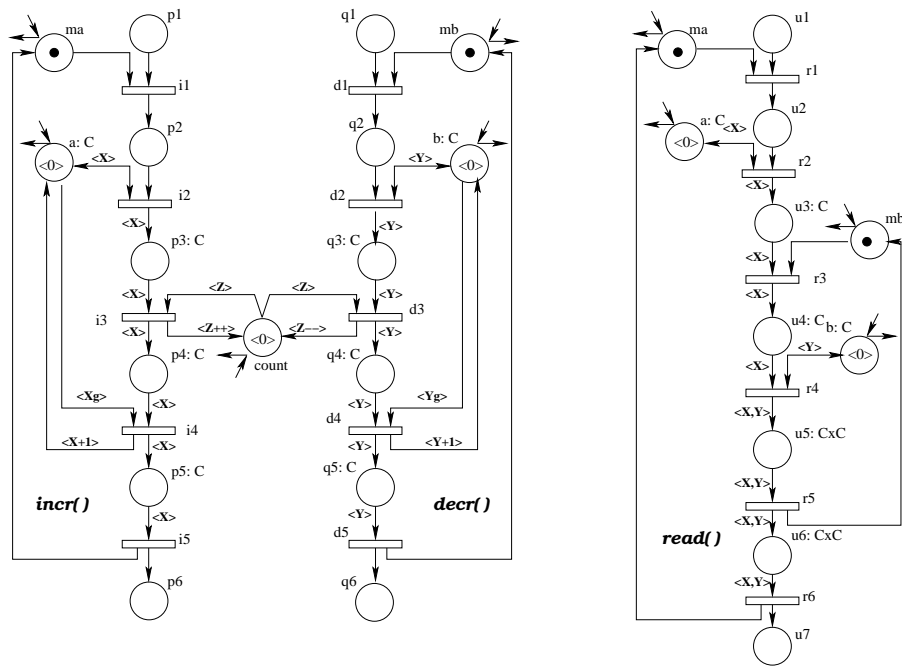 p1
ma
i1
p2
a: C
<0>
<X>
i2
<X>
p3: C
<X>
i3
<X>
p4: C
<Xg>
<X>
i4
<X+1>
<X>
p5: C
incr( )
<X>
i5
p6
<Z>
<Z>
<Z++>
<Z-->
<0>
count
q1
mb
d1
q2
b: C
<Y>
<0>
d2
<Y>
q3: C
<Y>
d3
<Y>
q4: C
<Yg>
<Y>
d4
<Y>
<Y+1>
q5: C
decr( )
<Y>
d5
q6
u1
ma
r1
u2
a: C
<X>
<0>
r2
<X>
u3: C
mb
<X>
r3
<X>
u4: C
b: C
<Y>
<0>
<X>
r4
<X,Y>
u5: CxC
<X,Y>
r5
<X,Y>
read( )
u6: CxC
<X,Y>
r6
u7